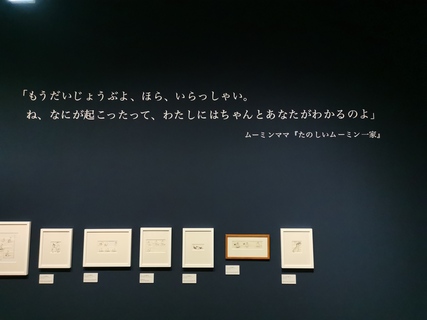 「もうだいじょうぶよ、ほら、いらっしゃい。
ね、なにが起こったって、わたしにはちゃんとあなたがわかるのよ」
ムーミンママ『たのしいムーミン一家』